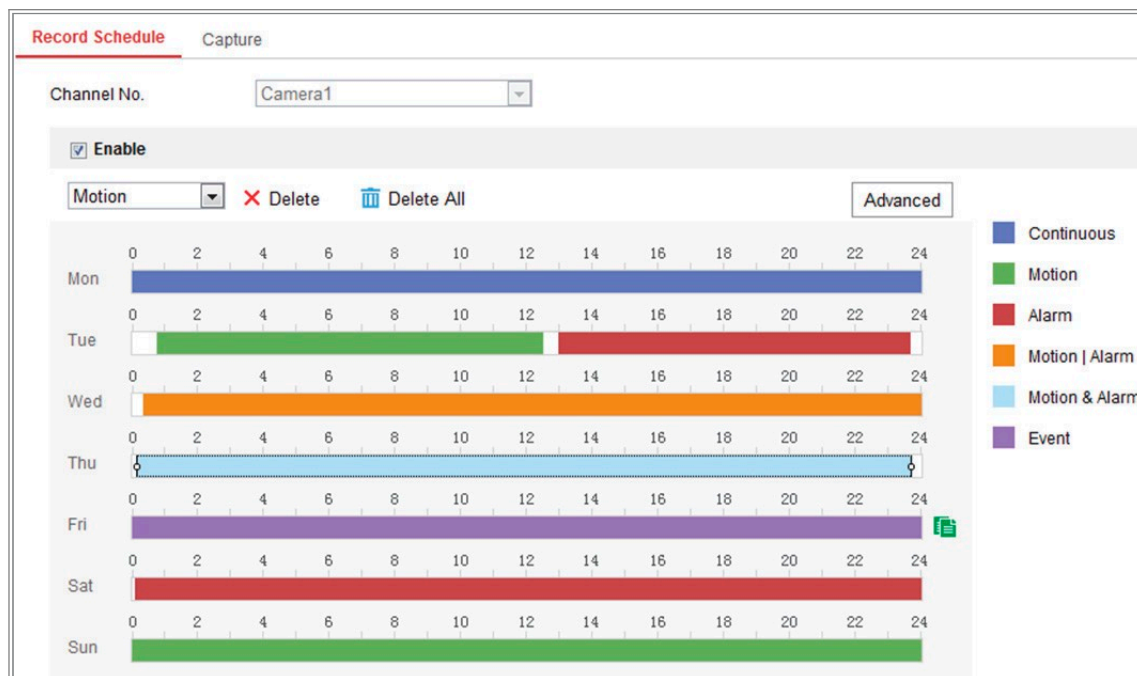 Record Schedule Capture
Channel No. Camera1
Enable
Motion Delete Delete All Advanced
Continuous
Motion
Alarm
Motion | Alarm
Motion & Alarm
Event
0 2 4 6 8 10 12 14 16 18 20 22 24
Mon
0 2 4 6 8 10 12 14 16 18 20 22 24
Tue
0 2 4 6 8 10 12 14 16 18 20 22 24
Wed
0 2 4 6 8 10 12 14 16 18 20 22 24
Thu
0 2 4 6 8 10 12 14 16 18 20 22 24
Fri
0 2 4 6 8 10 12 14 16 18 20 22 24
Sat
0 2 4 6 8 10 12 14 16 18 20 22 24
Sun